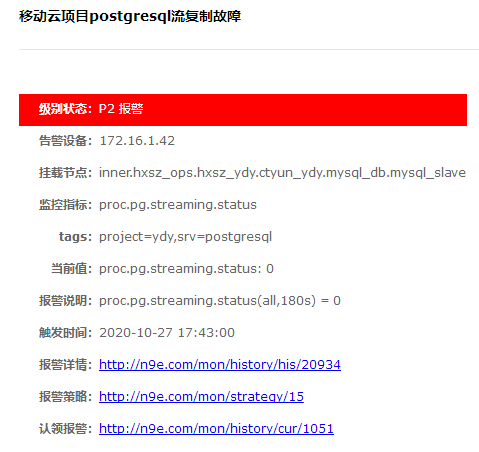 移动云项目postgresql流复制故障
级别状态：P2 报警
告警设备：172.16.1.42
挂载节点：inner.hxsz_ops.hxsz_ydy.ctyun_ydy.mysql_db.mysql_slave
监控指标：proc.pg.streaming.status
tags：project=ydy,srv=postgresql
当前值：proc.pg.streaming.status: 0
报警说明：proc.pg.streaming.status(all,180s) = 0
触发时间：2020-10-27 17:43:00
报警详情：http://n9e.com/mon/history/his/20934
报警策略：http://n9e.com/mon/strategy/15
认领报警：http://n9e.com/mon/history/cur/1051